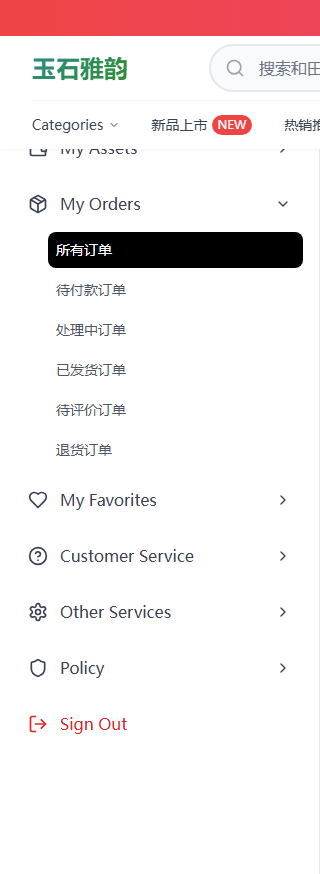 玉石雅韵
搜索和田
Categories 新品上市 NEW 热销推
My Assets
My Orders
所有订单
待付款订单
处理中订单
已发货订单
待评价订单
退货订单
My Favorites
Customer Service
Other Services
Policy
Sign Out